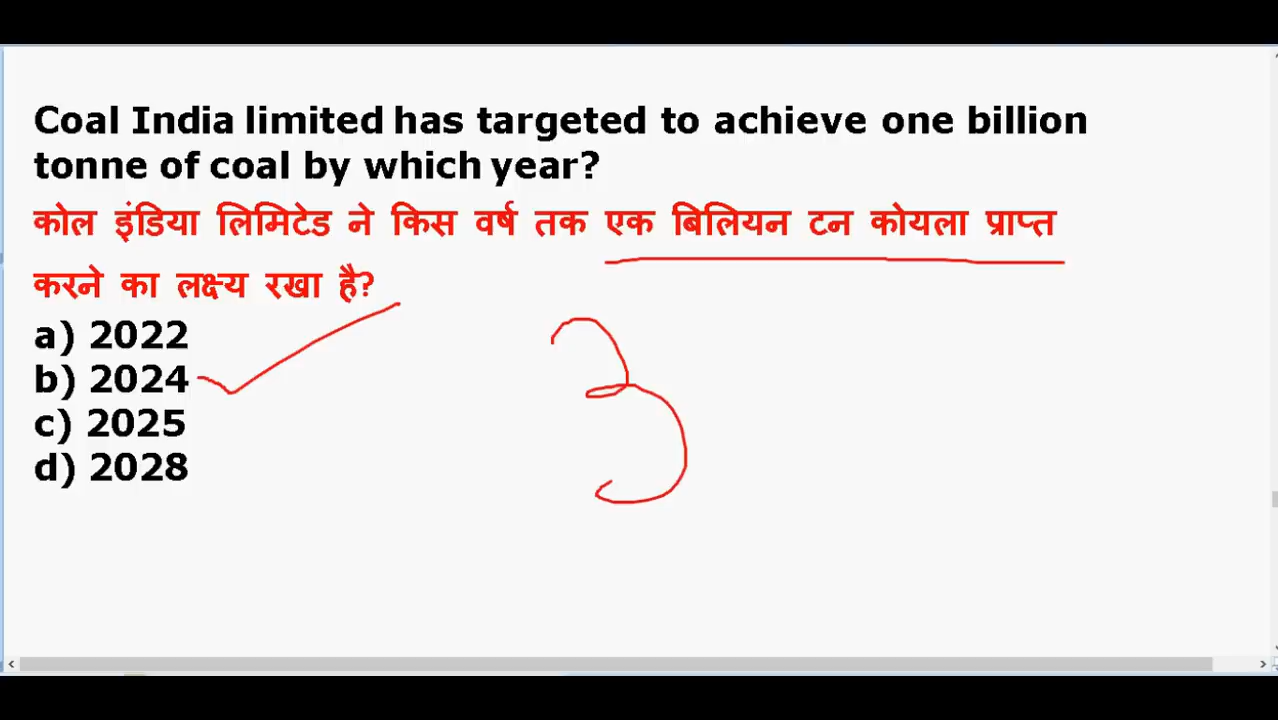 Coal India limited has targeted to achieve one billion
tonne of coal by which year?
कोल इंडिया लिमिटेड ने किस वर्ष तक एक बिलियन टन कोयला प्राप्त
करने का लक्ष्य रखा है?
a) 2022
b) 2024
c) 2025
d) 2028
3